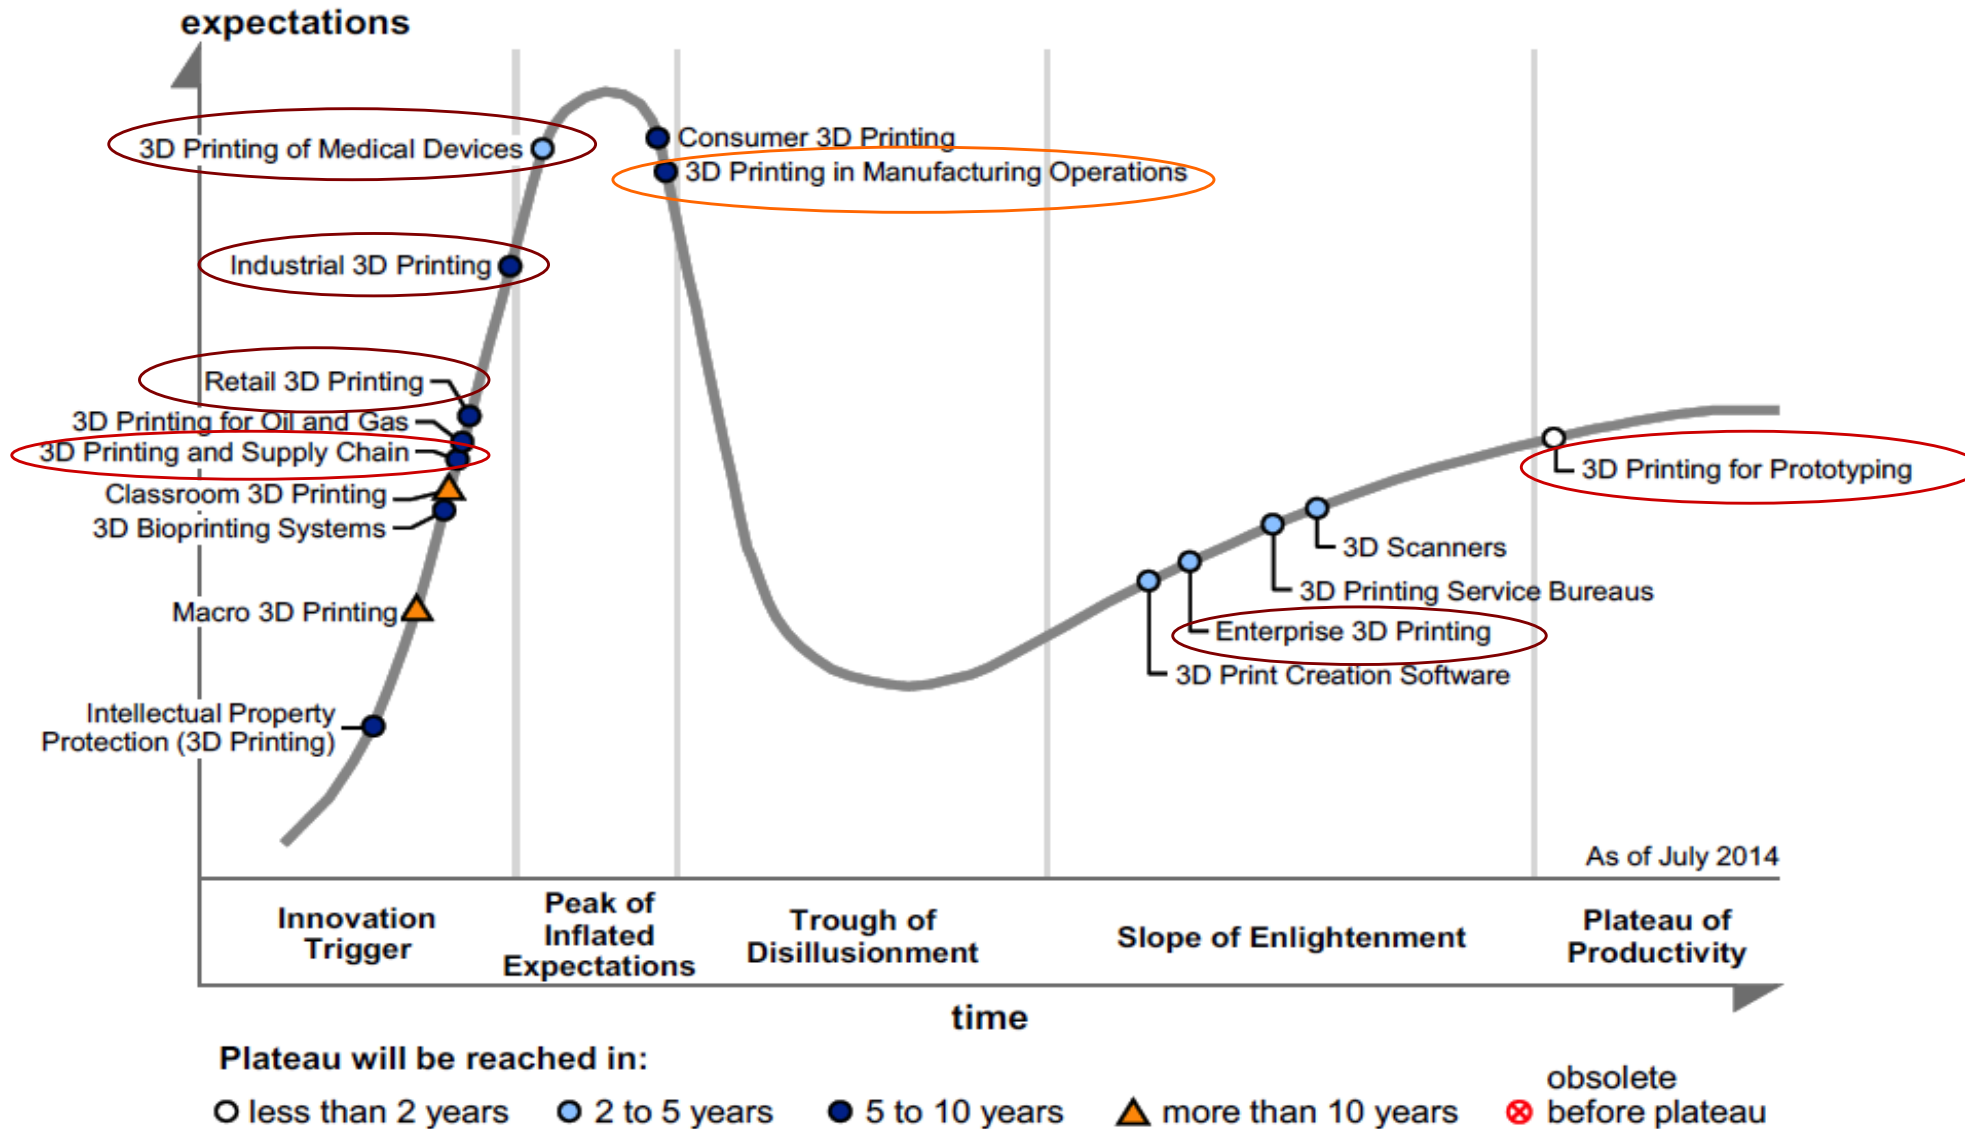 expectations
3D Printing of Medical Devices
Consumer 3D Printing
3D Printing in Manufacturing Operations
Industrial 3D Printing
Retail 3D Printing
3D Printing for Oil and Gas
3D Printing and Supply Chain
Classroom 3D Printing
3D Bioprinting Systems
Macro 3D Printing
Intellectual Property
Protection (3D Printing)
3D Printing for Prototyping
3D Scanners
3D Printing Service Bureaus
Enterprise 3D Printing
3D Print Creation Software
As of July 2014
Innovation
Trigger
Peak of
Inflated
Expectations
Trough of
Disillusionment
Slope of Enlightenment
Plateau of
Productivity
time
Plateau will be reached in:
less than 2 years
2 to 5 years
5 to 10 years
more than 10 years
obsolete
before plateau